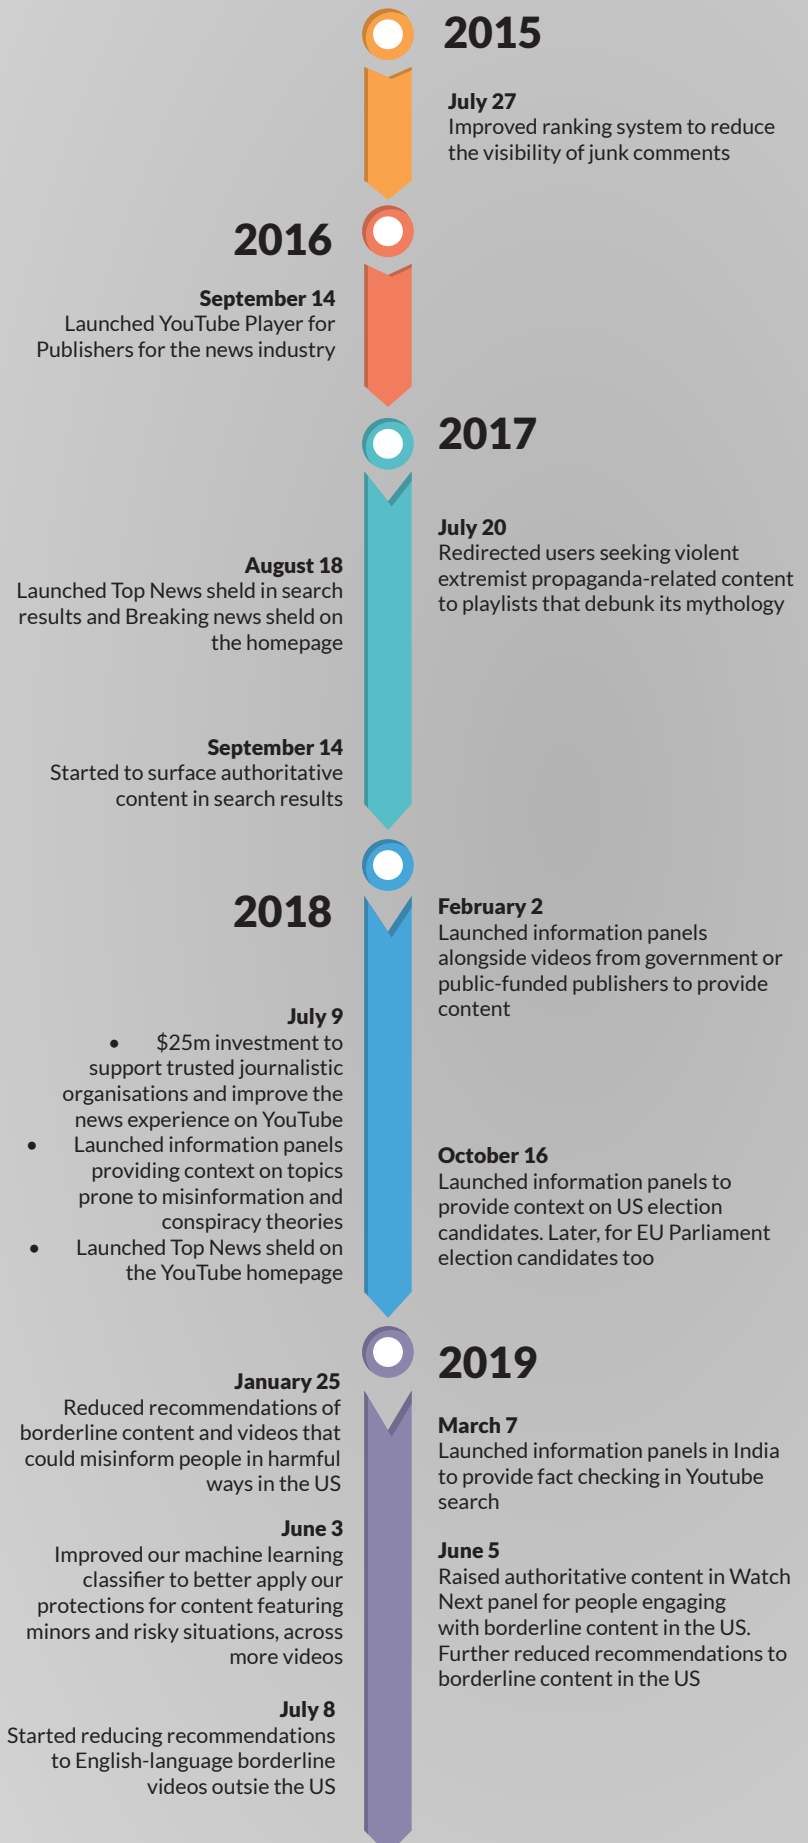 2015
July 27
Improved ranking system to reduce
the visibility of junk comments
2016
September 14
Launched YouTube Player for
Publishers for the news industry
2017
July 20
Redirected users seeking violent
extremist propaganda-related content
to playlists that debunk its mythology
August 18
Launched Top News sheld in search
results and Breaking news sheld on
the homepage
September 14
Started to surface authoritative
content in search results
2018
February 2
Launched information panels
alongside videos from government or
public-funded publishers to provide
content
July 9
• $25m investment to
support trusted journalistic
organisations and improve the
news experience on YouTube
• Launched information panels
providing context on topics
prone to misinformation and
conspiracy theories
• Launched Top News sheld on
the YouTube homepage
October 16
Launched information panels to
provide context on US election
candidates. Later, for EU Parliament
election candidates too
2019
January 25
Reduced recommendations of
borderline content and videos that
could misinform people in harmful
ways in the US
March 7
Launched information panels in India
to provide fact checking in Youtube
search
June 3
Improved our machine learning
classifier to better apply our
protections for content featuring
minors and risky situations, across
more videos
June 5
Raised authoritative content in Watch
Next panel for people engaging
with borderline content in the US.
Further reduced recommendations to
borderline content in the US
July 8
Started reducing recommendations
to English-language borderline
videos outsie the US